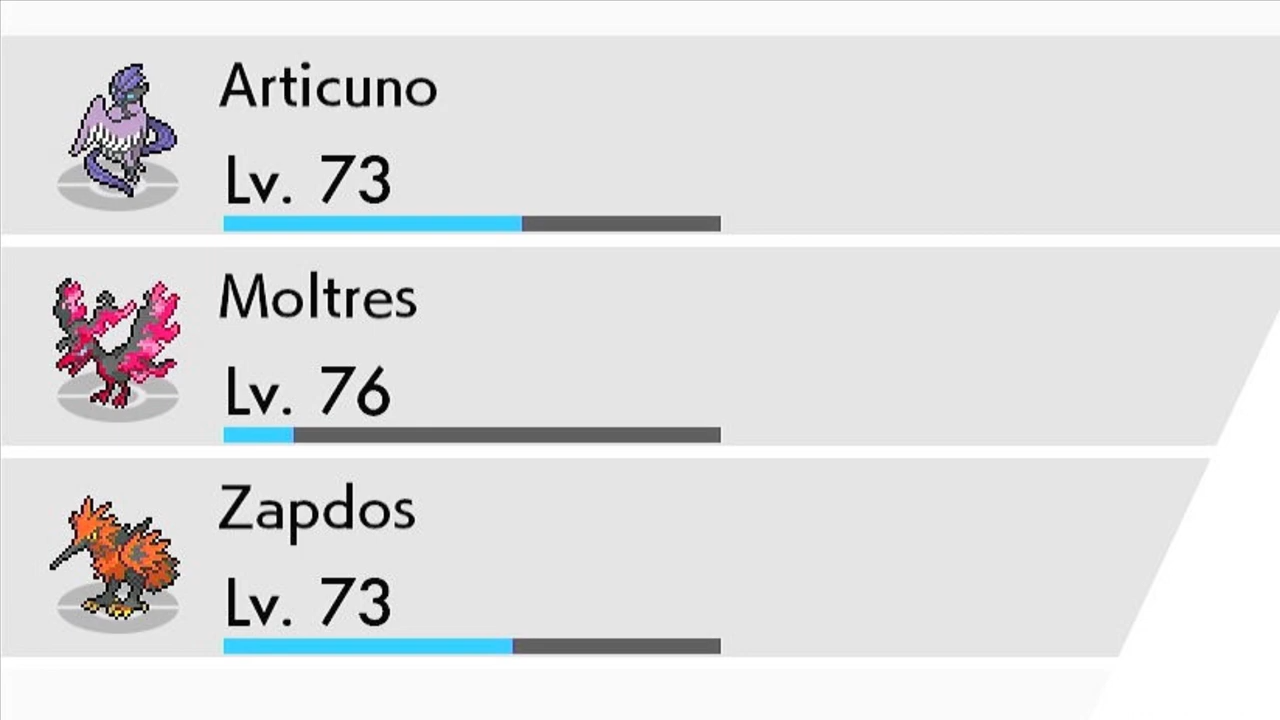 Articuno
Lv. 73
Moltres
Lv. 76
Zapdos
Lv. 73